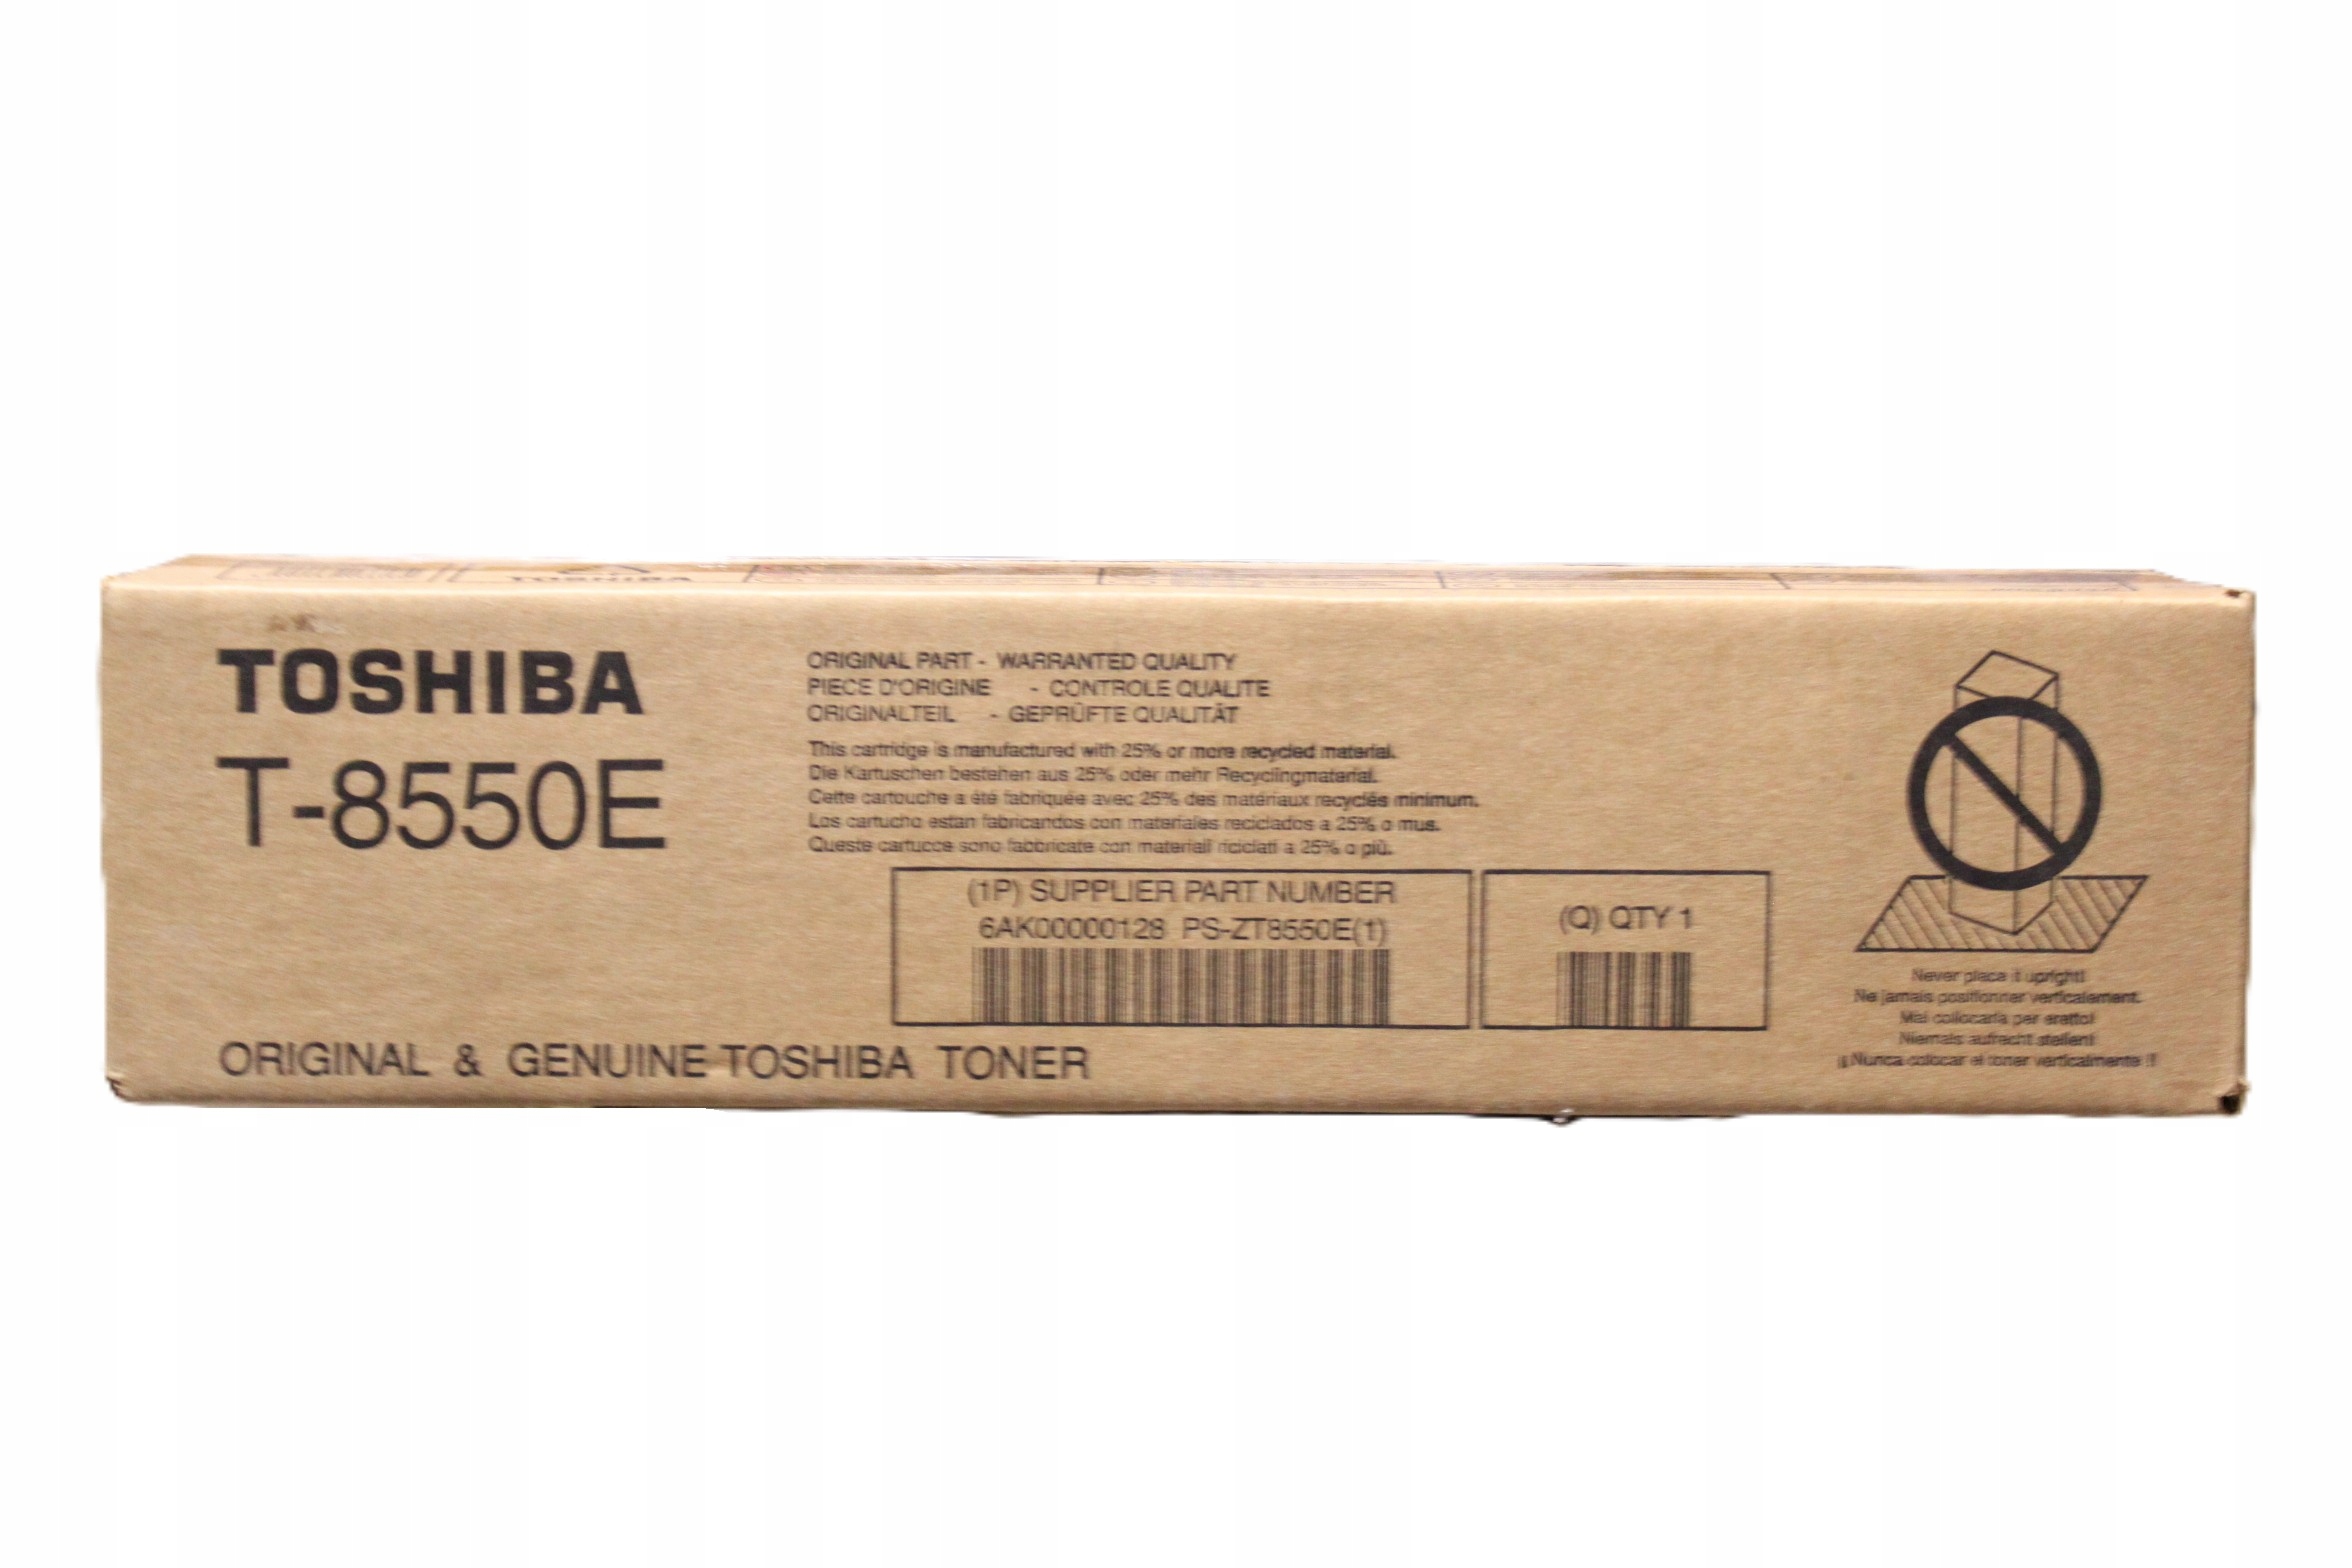 TOSHIBA
TOSHIBA
T-8550E
ORIGINAL PART - WARRANTED QUALITY
PIECE D'ORIGINE - CONTROLE QUALITE
ORIGINALTEIL - GEPRÜFTE QUALITÄT
This cartridge is manufactured with 25% or more recycled material.
Die Kartuschen bestehen aus 25% oder mehr Recyclingmaterial.
Cette cartouche a été fabriquée avec 25% des matériaux recyclés minimum.
Los cartucho estan fabricandos con materiales reciclados a 25% o mus.
Queste cartucce sono fabbricate con materiali riciclati a 25% o più.
(1P) SUPPLIER PART NUMBER
6AK00000128 PS-ZT8550E(1)
(Q) QTY 1
Never place it upright!
Ne jamais positionner verticalement.
Mai collocarla per eretto!
Niemals aufrecht stellen!
¡¡Nunca colocar el toner verticalmente !!
ORIGINAL & GENUINE TOSHIBA TONER